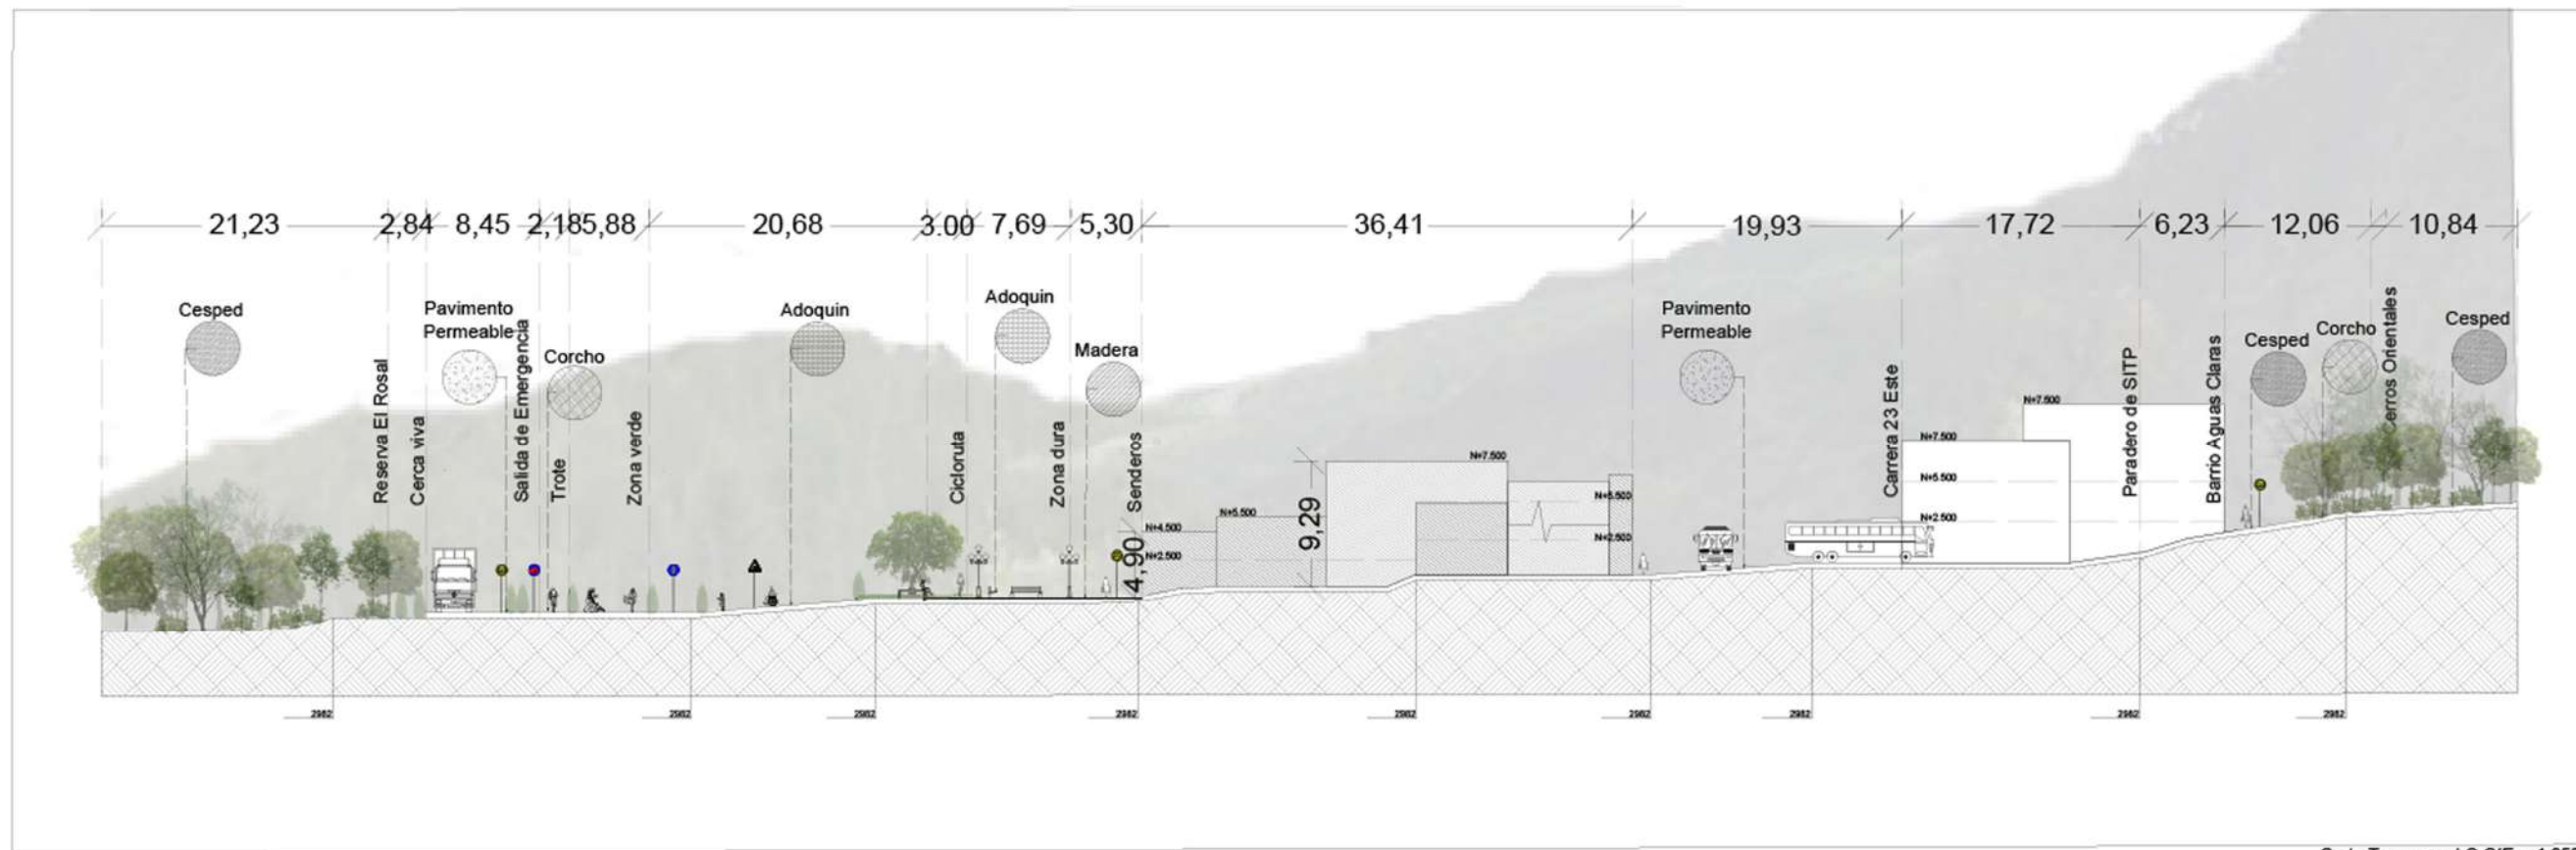 21,23
2,84
8,45
2,18
5,88
20,68
3.00
7,69
5,30
36,41
19,93
17,72
6,23
12,06
10,84
Cesped
Pavimento
Permeable
Corcho
Adoquin
Adoquin
Madera
Pavimento
Permeable
Cesped
Corcho
Cesped
Reserva El Rosal
Cerca viva
Salida de Emergencia
Trote
Zona verde
Cicloruta
Zona dura
Senderos
Carrera 23 Este
Paradero de SITP
Barrio Aguas Claras
Cerros Orientales
4,90
N+4.500
N+2.500
N+5.500
9,29
N+7.500
N+5.500
N+2.500
N+7.500
N+5.500
N+2.500
N+7.500
2982
2982
2982
2982
2982
2982
2982
2982
2982